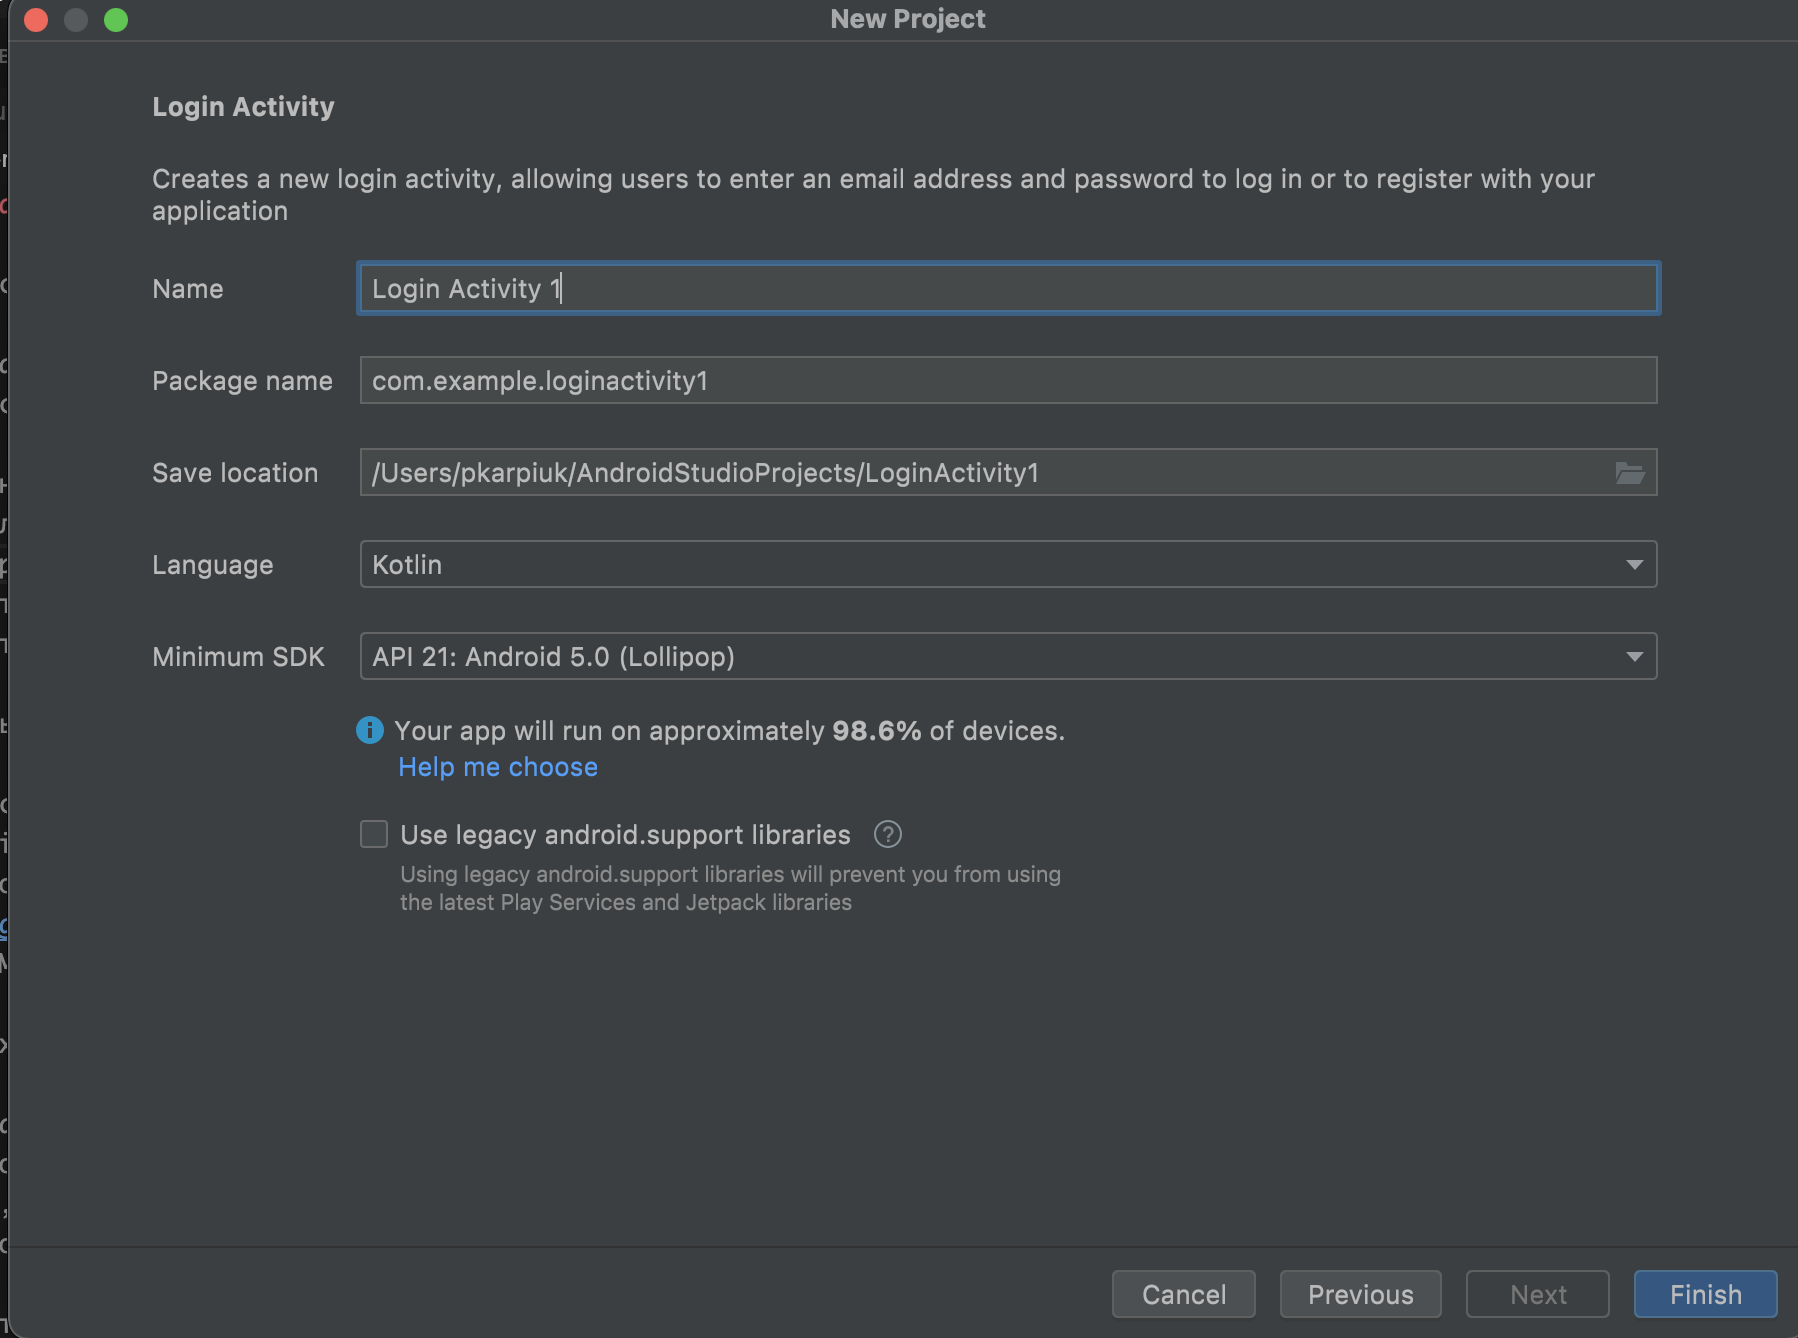 New Project
Login Activity
Creates a new login activity, allowing users to enter an email address and password to log in or to register with your
application
Name
Login Activity 1
Package name
com.example.loginactivity1
Save location
/Users/pkarpiuk/AndroidStudioProjects/LoginActivity1
Language
Kotlin
Minimum SDK
API 21: Android 5.0 (Lollipop)
Your app will run on approximately 98.6% of devices.
Help me choose
Use legacy android.support libraries
Using legacy android.support libraries will prevent you from using
the latest Play Services and Jetpack libraries
Cancel
Previous
Next
Finish